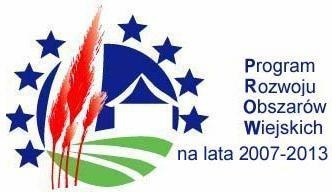 Program
Rozwoju
Obszarów
Wiejskich
na lata 2007-2013